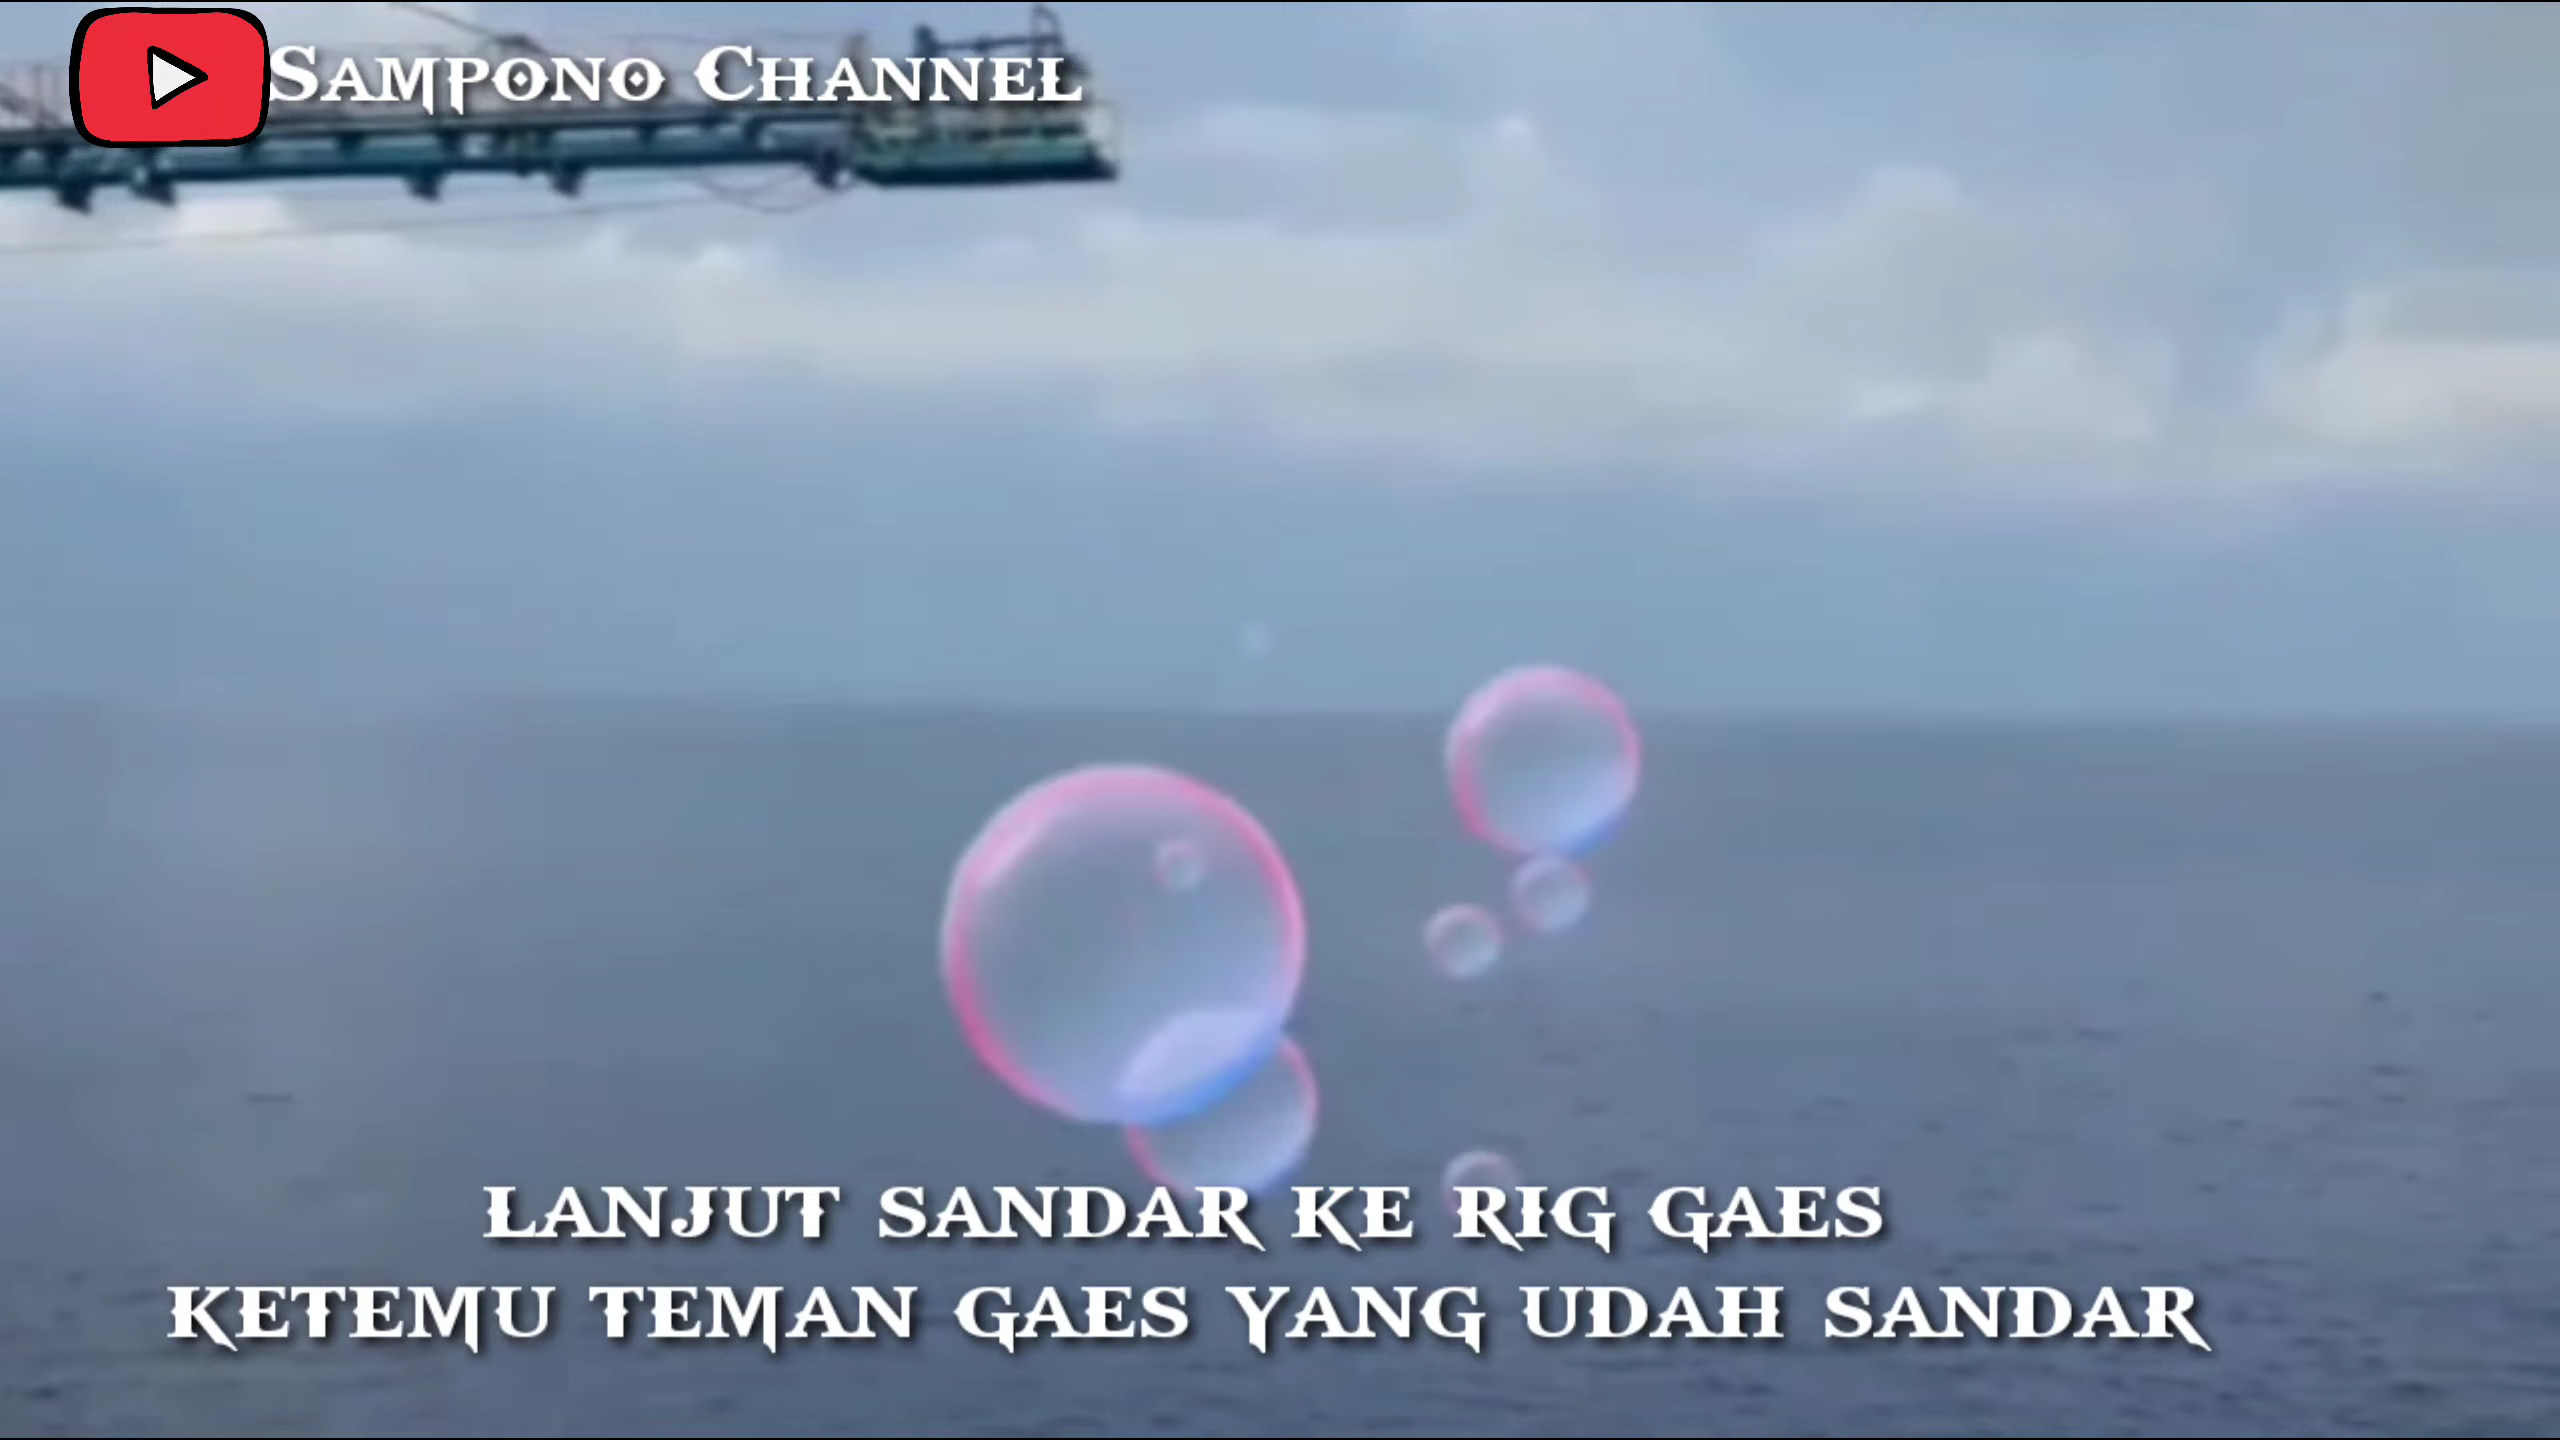 Sampono Channel
LANJUT SANDAR KE RIG GAES
KETEMU TEMAN GAES YANG UDAH SANDAR